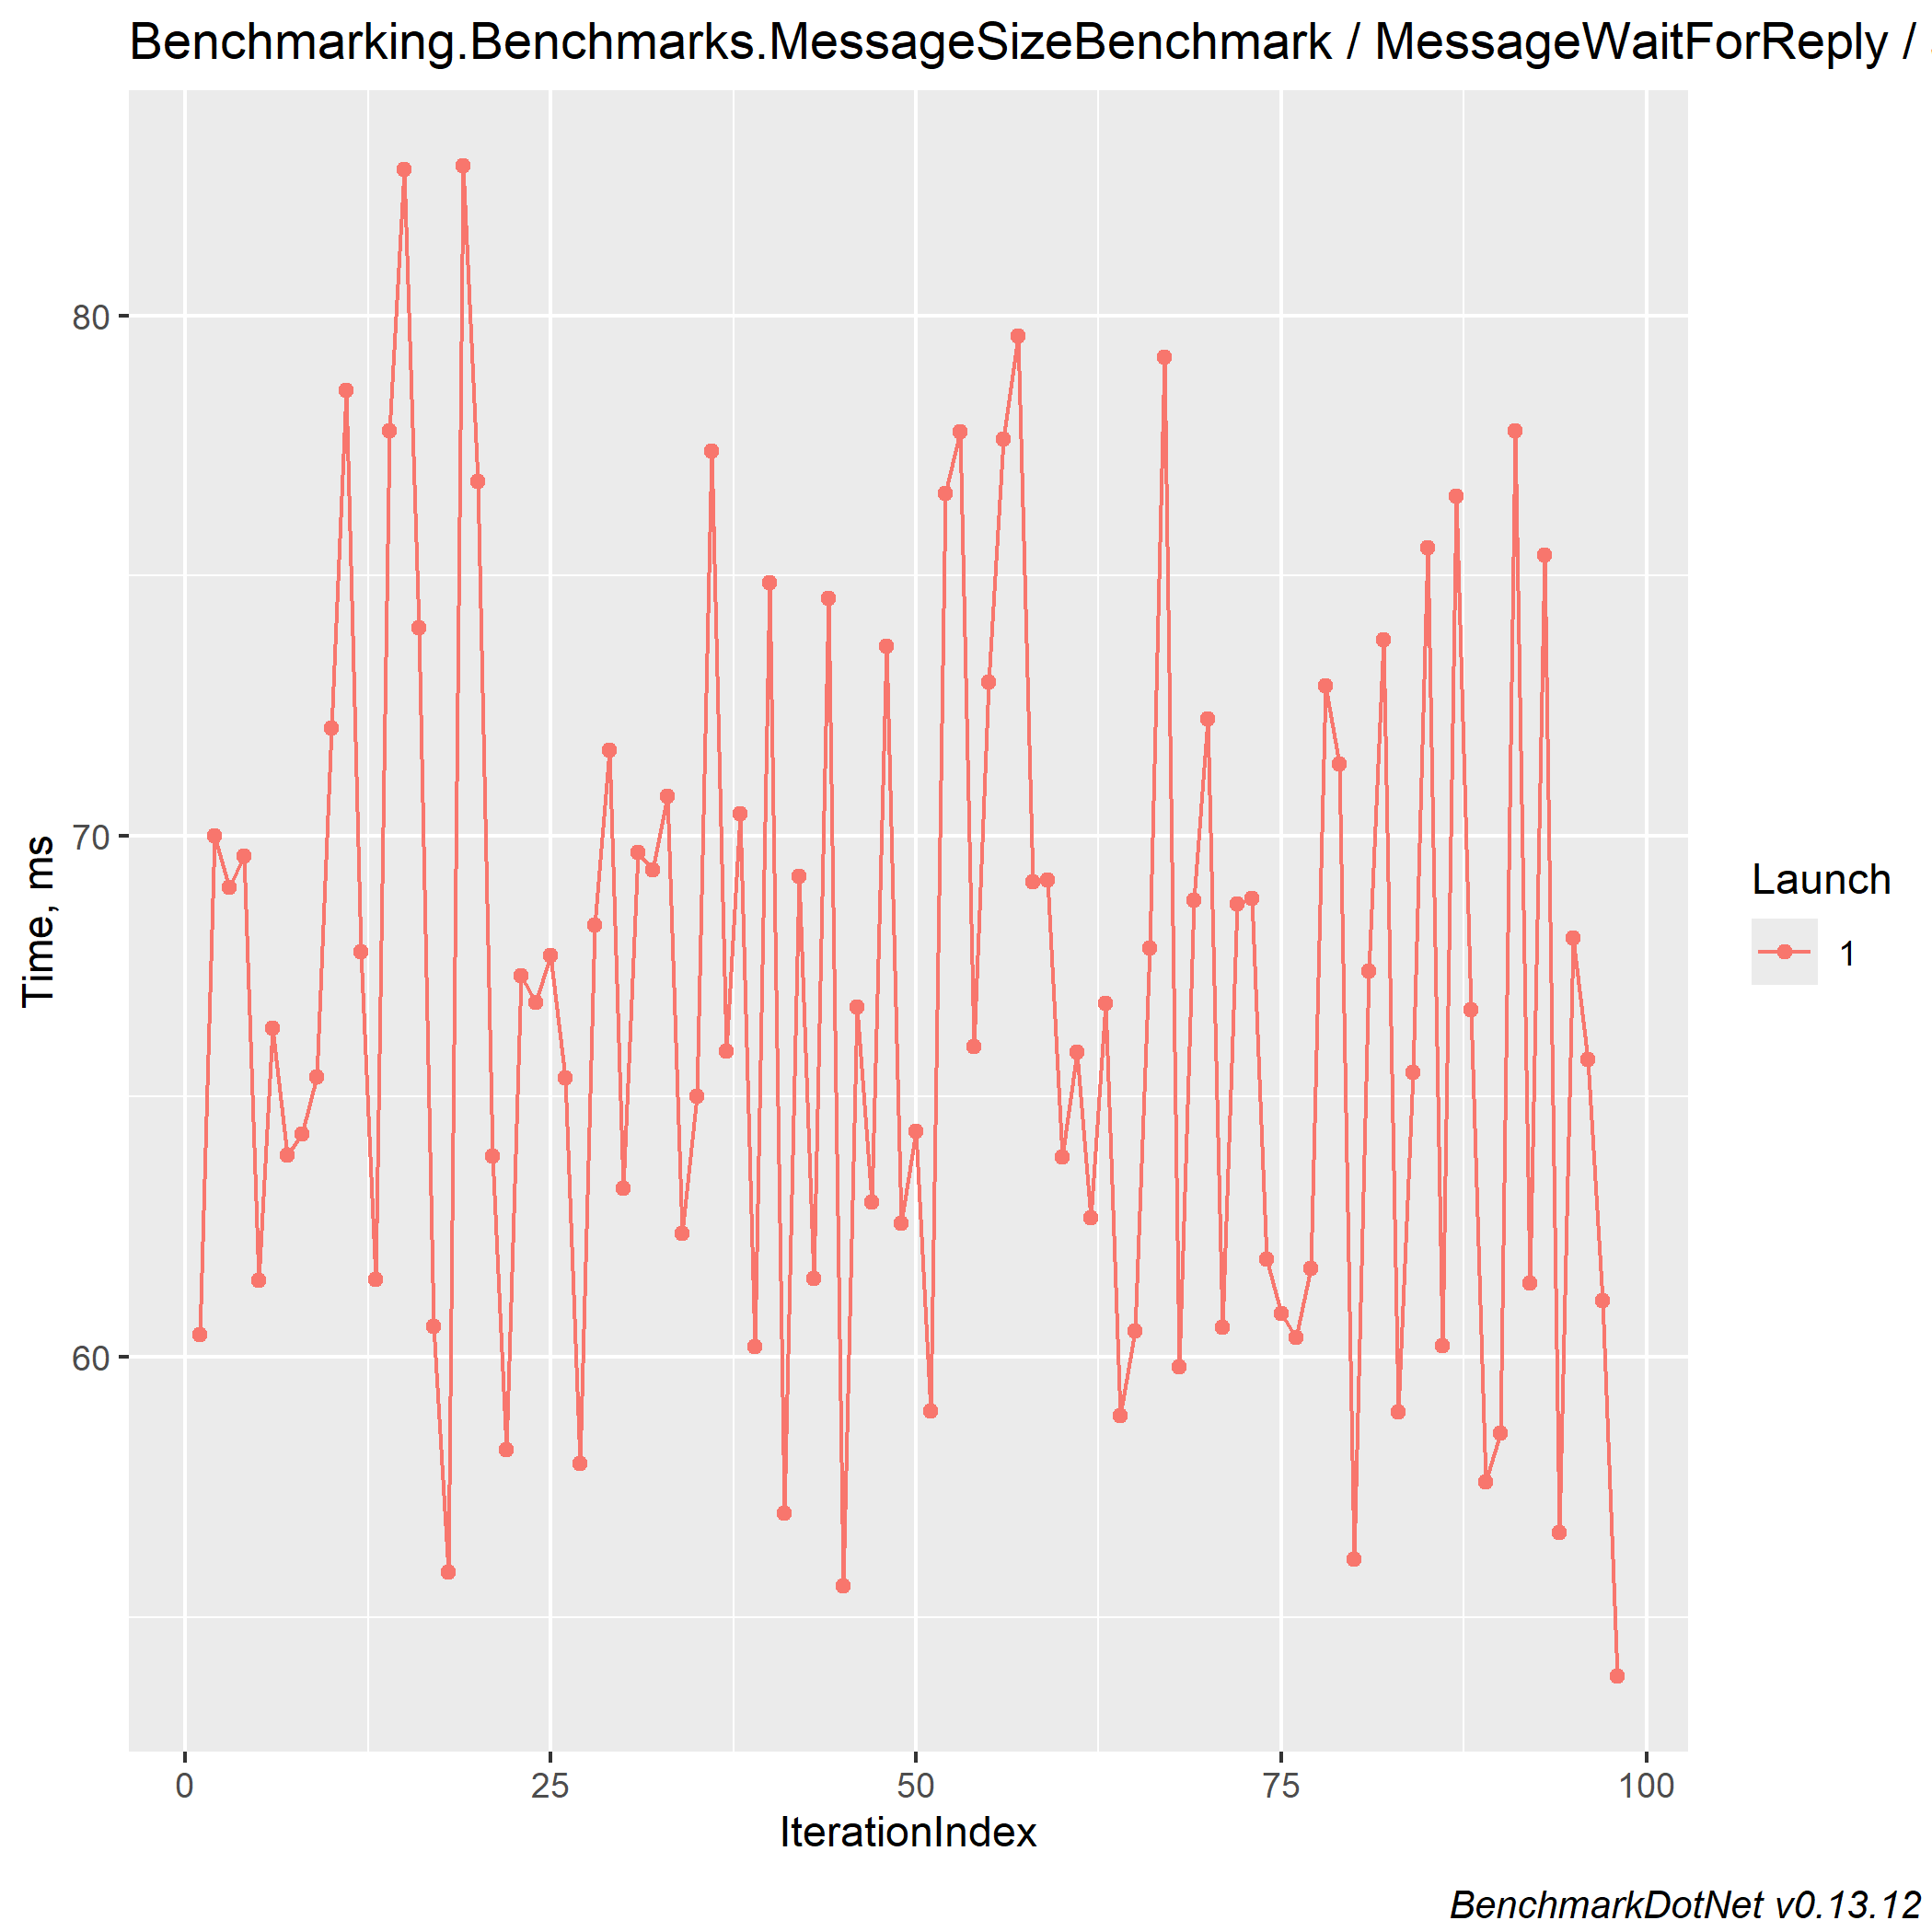 Benchmarking.Benchmarks.MessageSizeBenchmark / MessageWaitForReply /
80
70
60
Time, ms
0 25 50 75 100
IterationIndex
Launch
1
BenchmarkDotNet v0.13.12